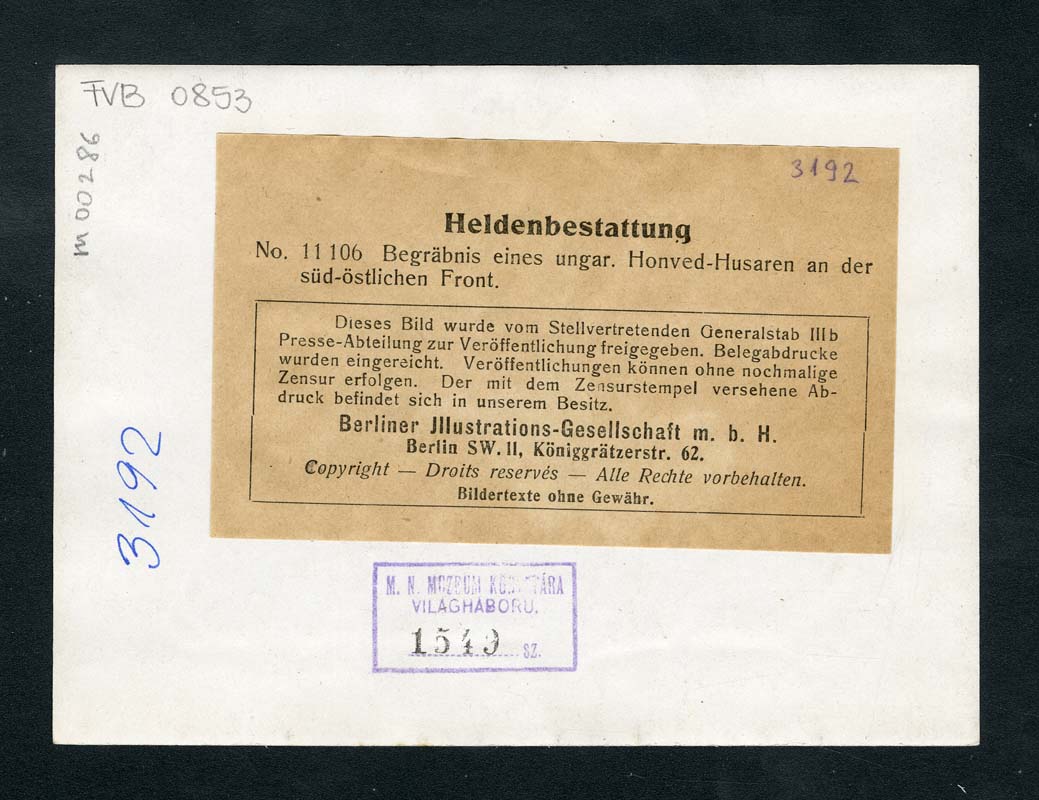 FVB 0853
m 00286
3192
Heldenbestattung
No. 11 106 Begräbnis eines ungar. Honved-Husaren an der
süd-östlichen Front.
Dieses Bild wurde vom Stellvertretenden Generalstab IIIb
Presse-Abteilung zur Veröffentlichung freigegeben. Belegabdrucke
wurden eingereicht. Veröffentlichungen können ohne nochmalige
Zensur erfolgen. Der mit dem Zensurstempel versehene Ab-
druck befindet sich in unserem Besitz.
Berliner Jllustrations-Gesellschaft m. b. H.
Berlin SW. 11, Königgrätzerstr. 62.
Copyright — Droits reservés — Alle Rechte vorbehalten.
Bildertexte ohne Gewähr.
3192
M. N. MUZEUM
VILÁGHÁBORU.
1549 SZ.